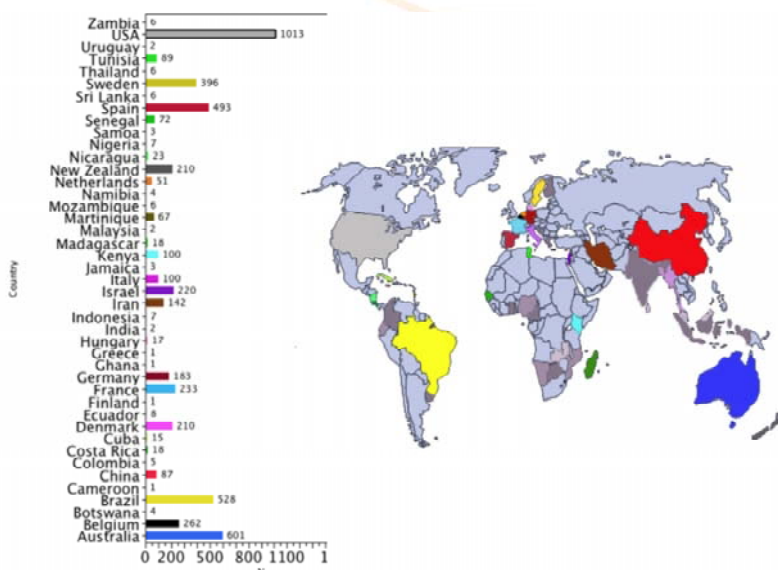 Zambia 6
USA 1013
Uruguay 2
Tunisia 89
Thailand 6
Sweden 396
Sri Lanka 6
Spain 493
Senegal 72
Samoa 3
Nigeria 7
Nicaragua 23
New Zealand 210
Netherlands 51
Namibia 4
Mozambique 6
Martinique 67
Malaysia 2
Madagascar 18
Kenya 100
Jamaica 3
Italy 100
Israel 220
Iran 142
Indonesia 7
India 2
Hungary 17
Greece 1
Ghana 1
Germany 183
France 233
Finland 1
Ecuador 8
Denmark 210
Cuba 15
Costa Rica 18
Colombia 5
China 87
Cameroon 1
Brazil 528
Botswana 4
Belgium 262
Australia 601
0 200 500 800 1100 1
Country